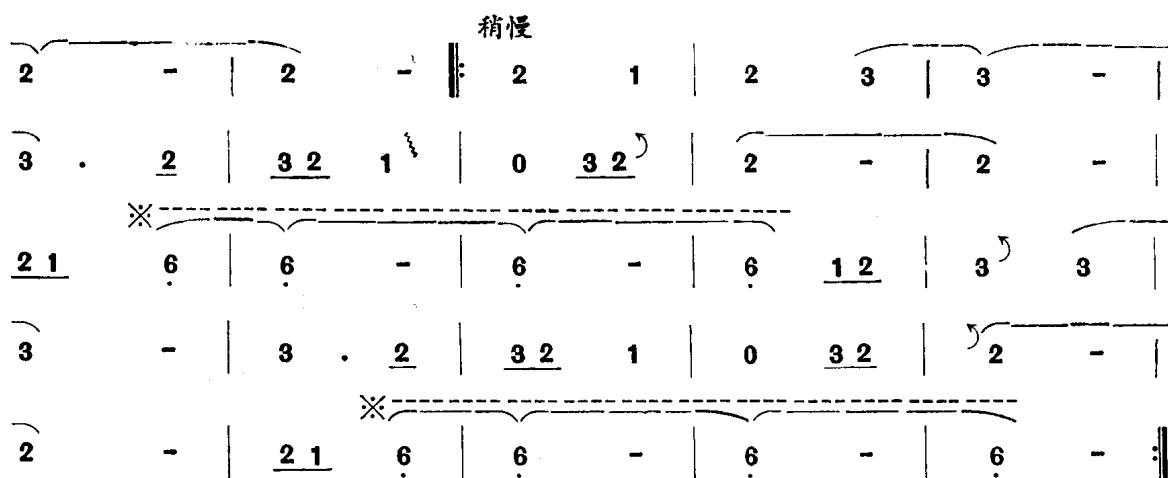 稍慢
2 - | 2 - ‖: 2 1 | 2 3 | 3 - |
3 . 2 | 3 2 1 | 0 3 2 | 2 - | 2 - |
※
2 1 6 | 6 - | 6 - | 6 1 2 | 3 3 |
3 - | 3 . 2 | 3 2 1 | 0 3 2 | 2 - |
※
2 - | 2 1 6 | 6 - | 6 - | 6 - :‖